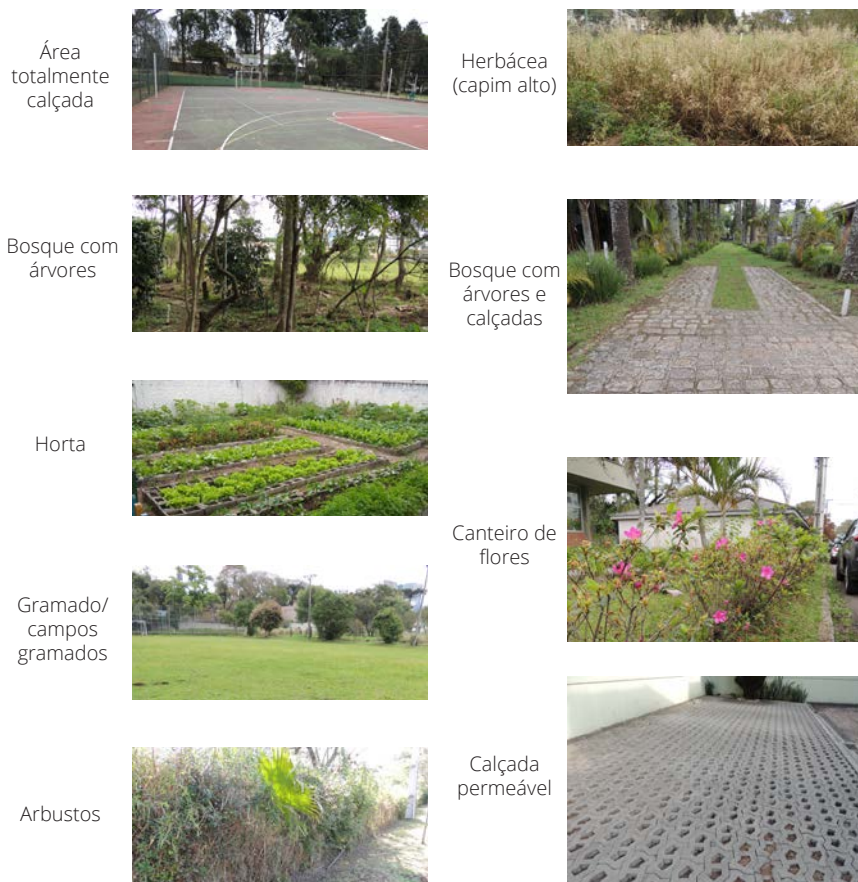 Área
totalmente
calçada
Bosque com
árvores
Horta
Gramado/
campos
gramados
Arbustos
Herbácea
(capim alto)
Bosque com
árvores e
calçadas
Canteiro de
flores
Calçada
permeável